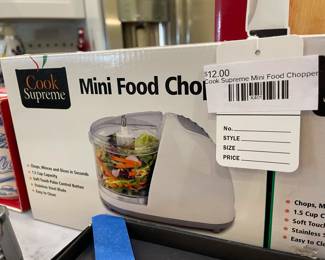 Cook
Supreme
Mini Food Chop
$12.00
Cook Supreme Mini Food Chopper
No.
STYLE
SIZE
PRICE
• Chops, Minces and Slices in Seconds
• 1.5 Cup Capacity
• Soft Touch Pulse Control Button
• Stainless Steel Blade
• Easy to Clean
• Chops, M
• 1.5 Cup C
• Soft Touc
• Stainless S
• Easy to Cle